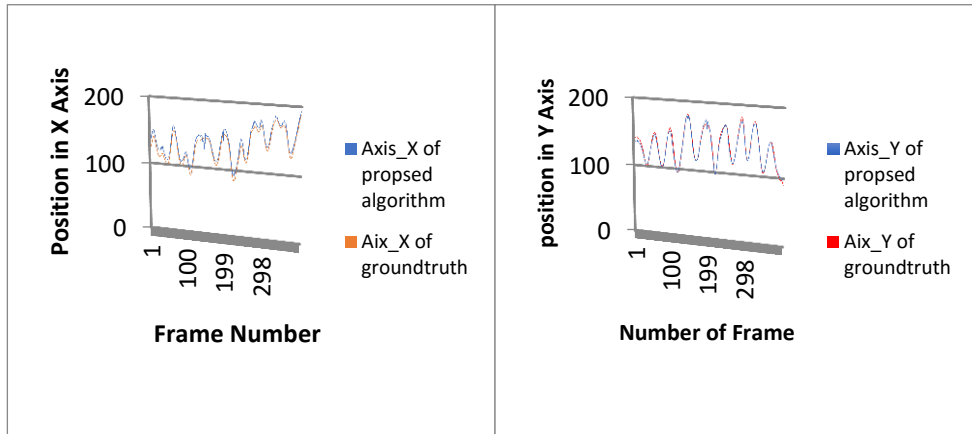 Position in X Axis
200
100
0
1
100
199
298
Frame Number
Axis_X of
propsed
algorithm
Aix_X of
groundtruth
position in Y Axis
200
100
0
1
100
199
298
Number of Frame
Axis_Y of
propsed
algorithm
Aix_Y of
groundtruth